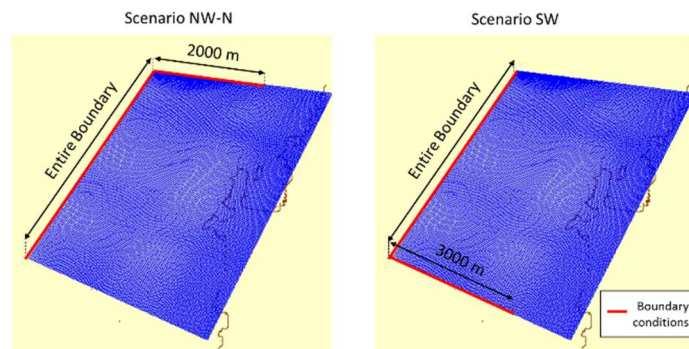 Scenario NW-N
Scenario SW
2000 m
Entire Boundary
Entire Boundary
3000 m
Boundary
conditions